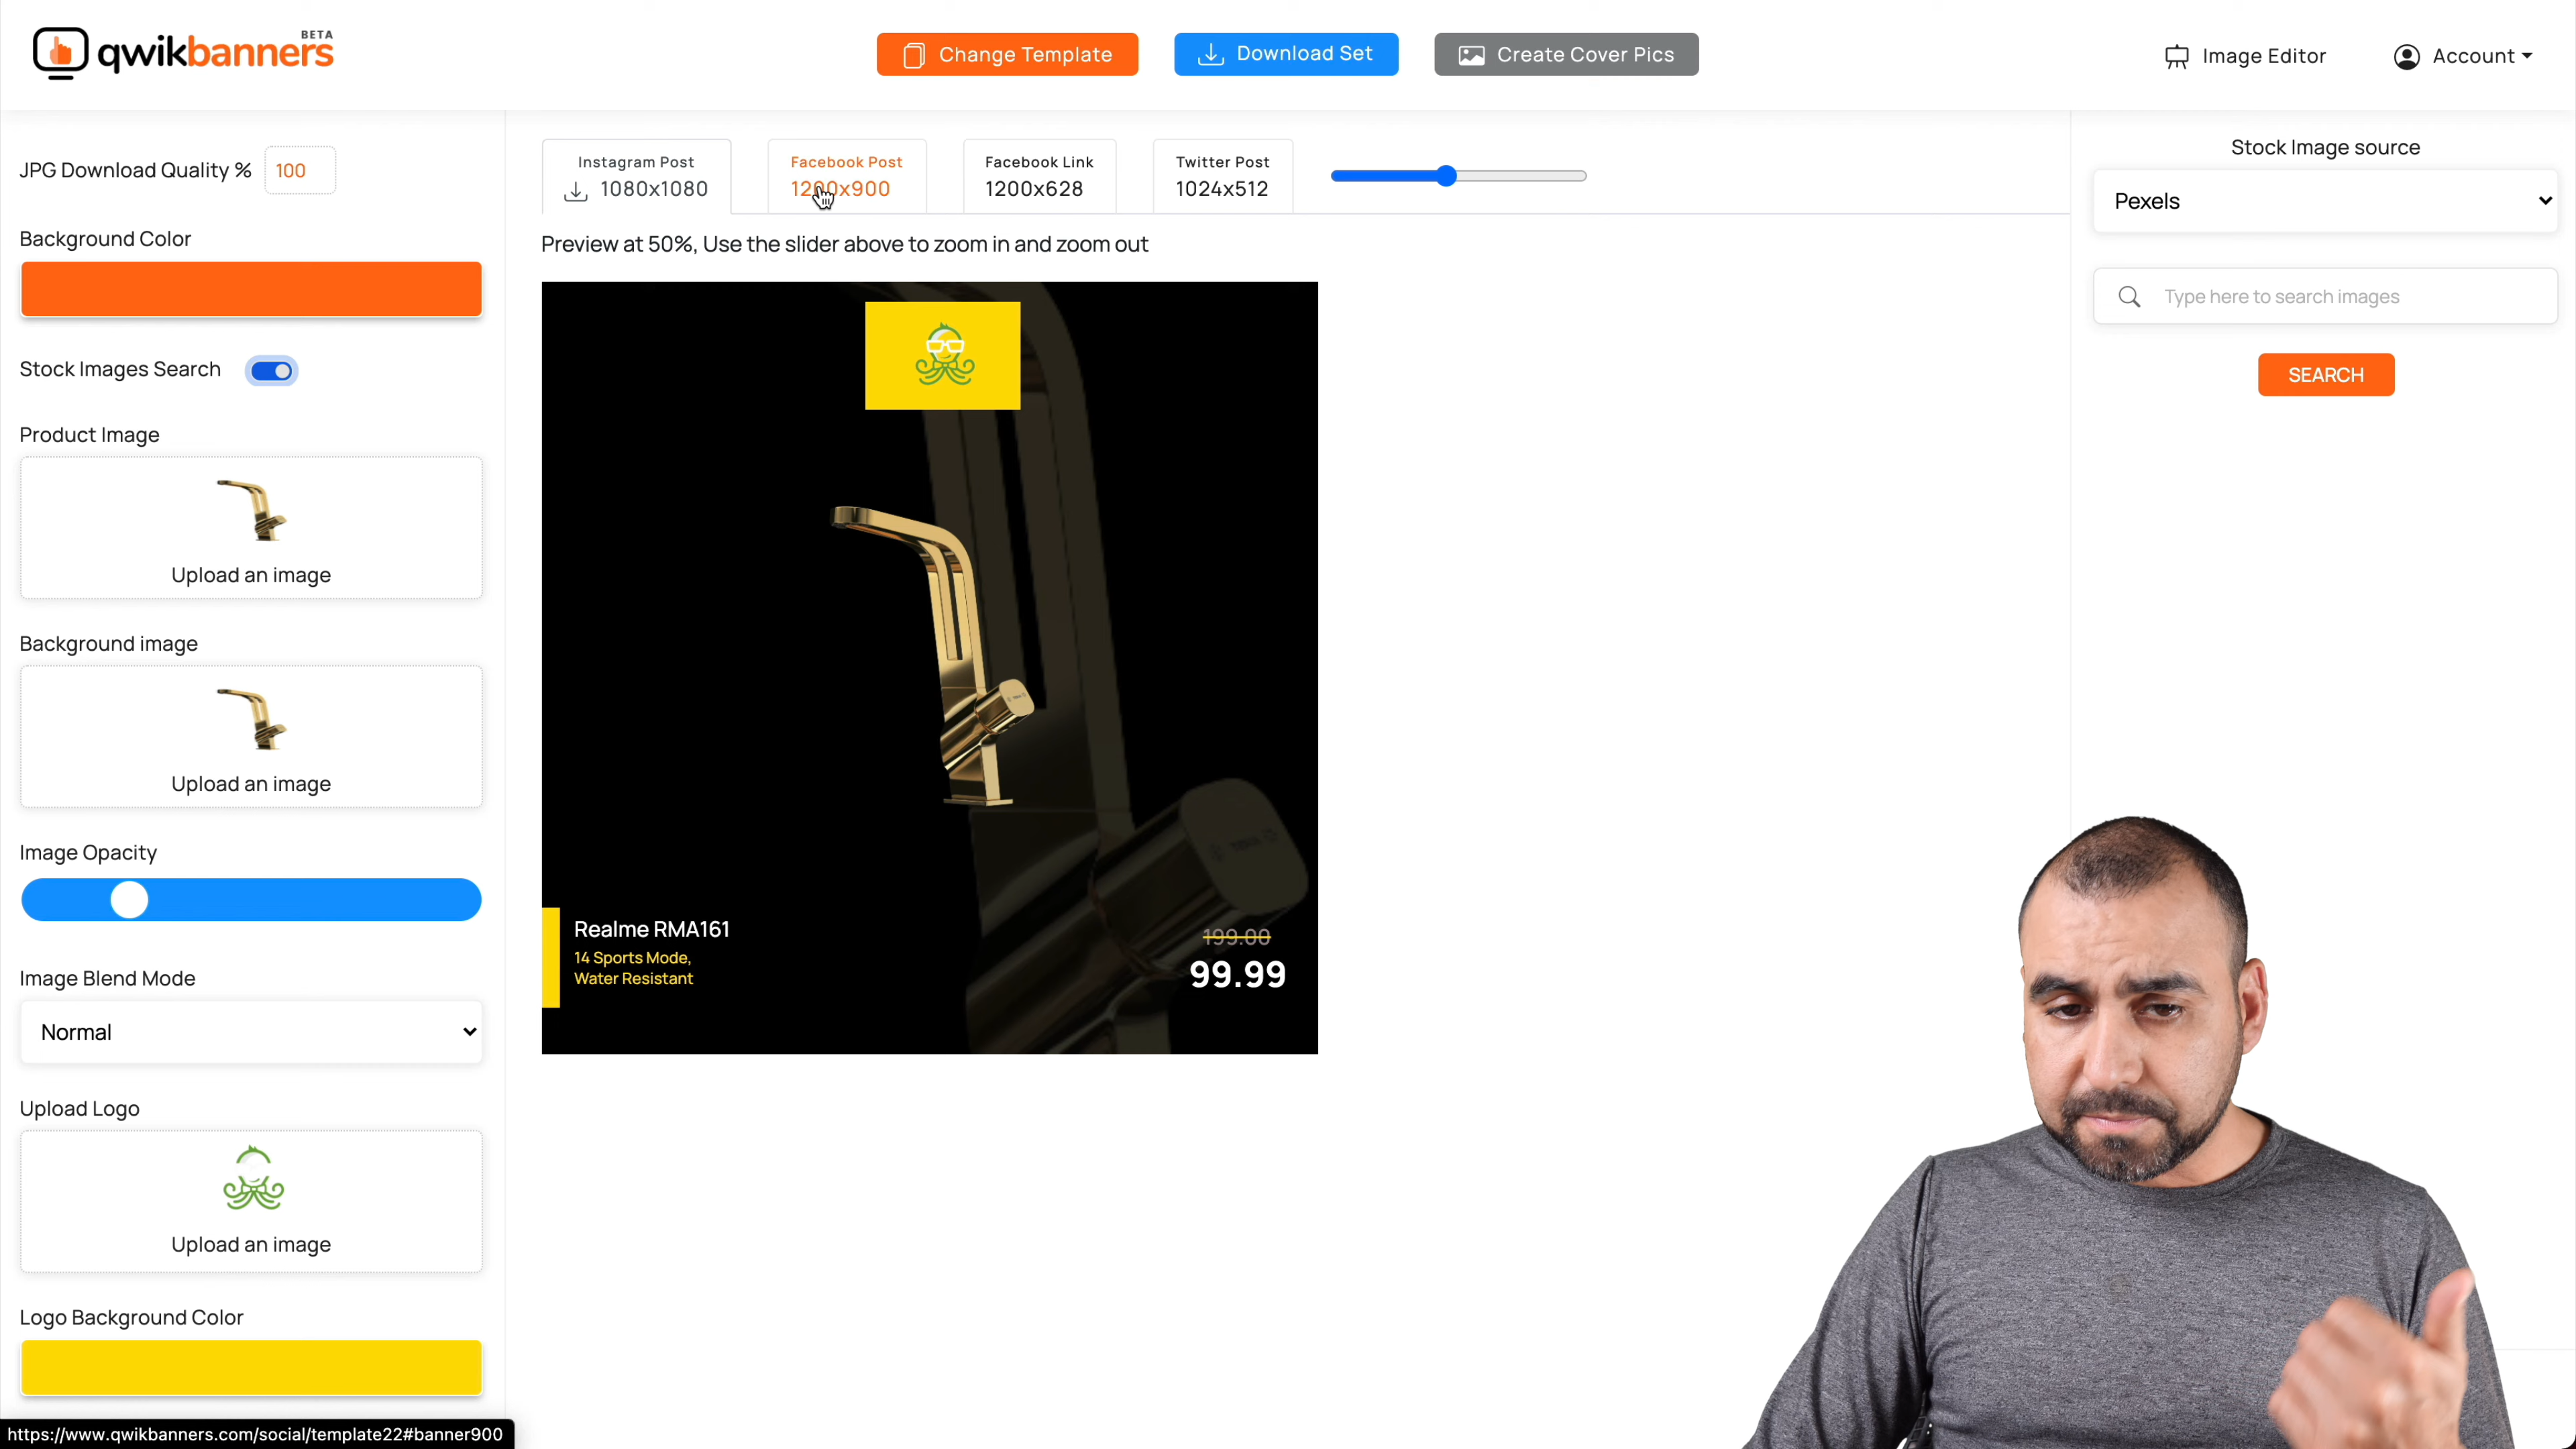 BETA
qwikbanners
Change Template
Download Set
Create Cover Pics
Image Editor
Account
JPG Download Quality %
100
Background Color
Stock Images Search
Product Image
Upload an image
Background image
Upload an image
Image Opacity
Image Blend Mode
Normal
Upload Logo
Upload an image
Logo Background Color
https://www.qwikbanners.com/social/template22#banner900
Instagram Post
1080x1080
Facebook Post
1200x900
Facebook Link
1200x628
Twitter Post
1024x512
Preview at 50%, Use the slider above to zoom in and zoom out
Realme RMA161
14 Sports Mode,
Water Resistant
199.00
99.99
Stock Image source
Pexels
Type here to search images
SEARCH